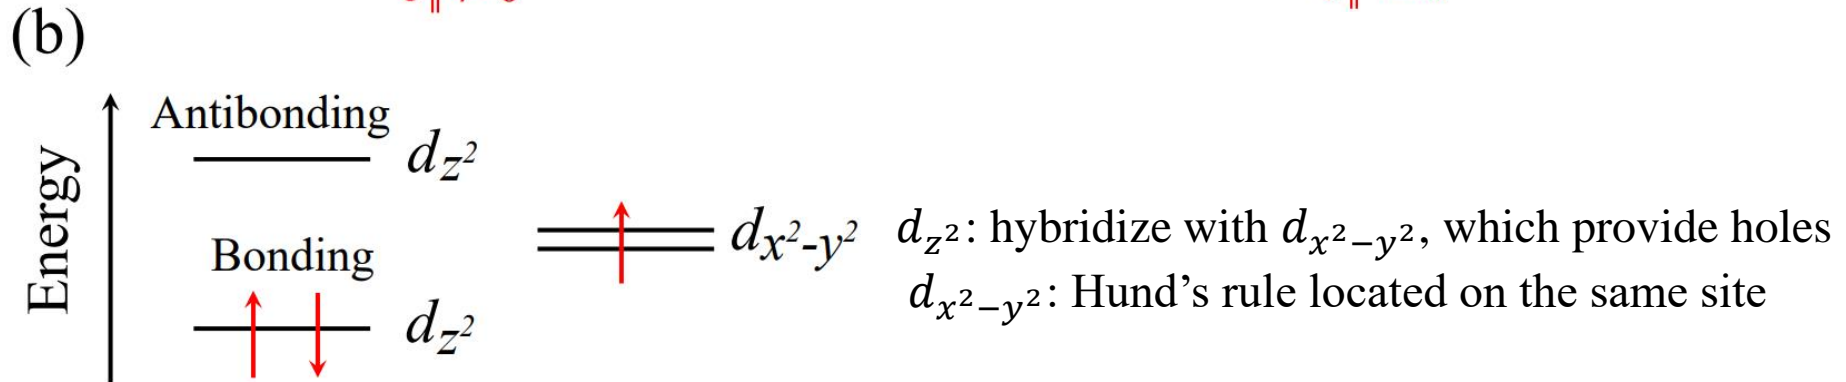 (b)
Energy
Antibonding
d_{z^2}
Bonding
d_{z^2}
d_{x^2-y^2}
d_{z^2}: hybridize with d_{x^2-y^2}, which provide holes
d_{x^2-y^2}: Hund's rule located on the same site